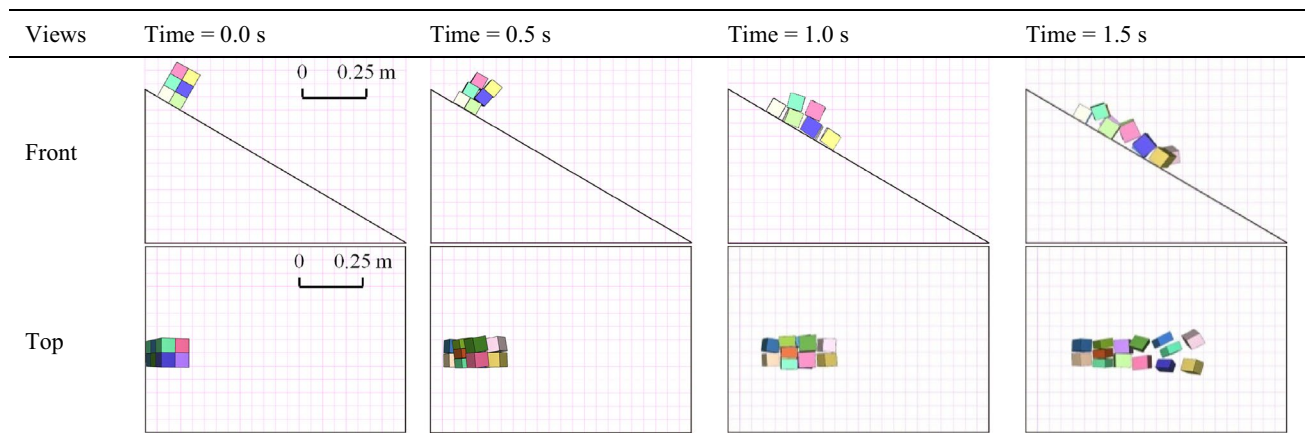 Views Time = 0.0 s Time = 0.5 s Time = 1.0 s Time = 1.5 s
0 0.25 m
Front
0 0.25 m
Top